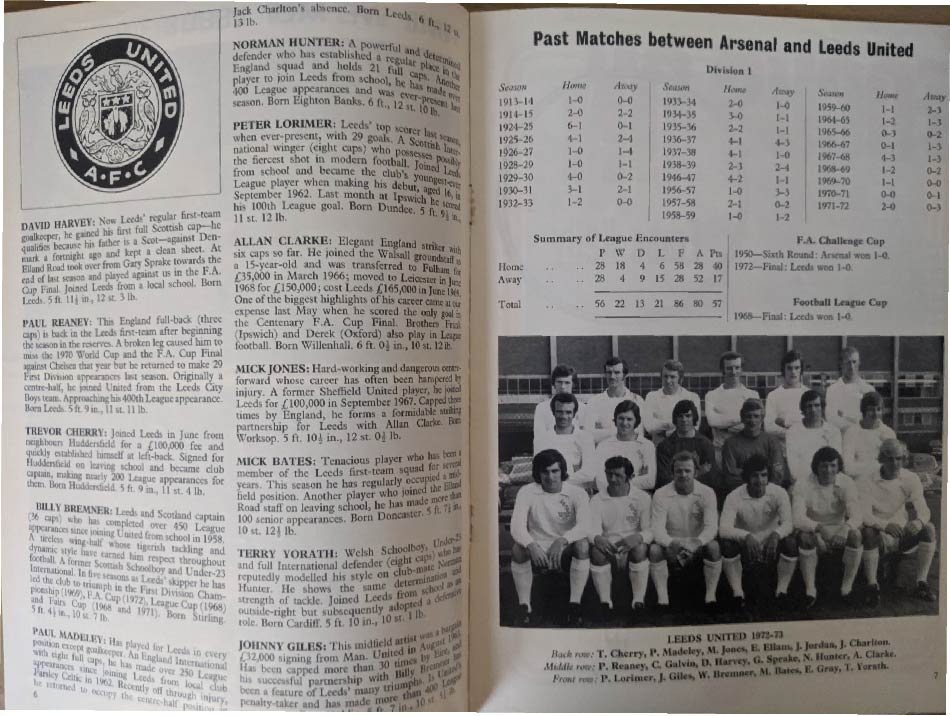 LEEDS UNITED
A·F·C
DAVID HARVEY: Now Leeds' regular first-team
goalkeeper, he gained his first full Scottish cap—he
qualifies because his father is a Scot—against Den-
mark a fortnight ago and kept a clean sheet. At
Elland Road took over from Gary Sprake towards the
end of last season and played against us in the F.A.
Cup Final. Joined Leeds from a local school. Born
Leeds. 5 ft. 11½ in., 12 st. 3 lb.
PAUL REANEY: This England full-back (three
caps) is back in the Leeds first-team after beginning
the season in the reserves. A broken leg caused him to
miss the 1970 World Cup and the F.A. Cup Final
against Chelsea that year but he returned to make 29
First Division appearances last season. Originally a
centre-half, he joined United from the Leeds City
Boys team. Approaching his 400th League appearance.
Born Leeds. 5 ft. 9 in., 11 st. 11 lb.
TREVOR CHERRY: Joined Leeds in June from
neighbours Huddersfield for a £100,000 fee and
quickly established himself at left-back. Signed for
Huddersfield on leaving school and became club
captain, making nearly 200 League appearances for
them. Born Huddersfield. 5 ft. 9 in., 11 st. 4 lb.
BILLY BREMNER: Leeds and Scotland captain
(36 caps) who has completed over 450 League
appearances since joining United from school in 1958.
A tireless wing-half whose tigerish tackling and
dynamic style have earned him respect throughout
football. A former Scottish Schoolboy and Under-23
International. In five seasons as Leeds' skipper he has
led the club to triumph in the First Division Cham-
pionship (1969), F.A. Cup (1972), League Cup (1968)
and Fairs Cup (1968 and 1971). Born Stirling.
5 ft. 4½ in., 10 st. 7 lb.
PAUL MADELEY: Has played for Leeds in every
position except goalkeeper. An England International
with eight full caps, he has made over 250 League
appearances since joining Leeds from local club
Farsley Celtic in 1962. Recently off through injury,
he returned to occupy the centre-half position in
6
Jack Charlton's absence. Born Leeds. 6 ft., 12 st.
13 lb.
NORMAN HUNTER: A powerful and determined
defender who has established a regular place in the
England squad and holds 21 full caps. Another
player to join Leeds from school, he has made over
400 League appearances and was ever-present last
season. Born Eighton Banks. 6 ft., 12 st. 10 lb.
PETER LORIMER: Leeds' top scorer last season,
when ever-present, with 29 goals. A Scottish Inter-
national winger (eight caps) who possesses possibly
the fiercest shot in modern football. Joined Leeds
from school and became the club's youngest-ever
League player when making his debut, aged 16, in
September 1962. Last month at Ipswich he scored
his 100th League goal. Born Dundee. 5 ft. 9½ in.,
11 st. 12 lb.
ALLAN CLARKE: Elegant England striker with
six caps so far. He joined the Walsall groundstaff as
a 15-year-old and was transferred to Fulham for
£35,000 in March 1966; moved to Leicester in June
1968 for £150,000; cost Leeds £165,000 in June 1969.
One of the biggest highlights of his career came at our
expense last May when he scored the only goal in
the Centenary F.A. Cup Final. Brothers Frank
(Ipswich) and Derek (Oxford) also play in League
football. Born Willenhall. 6 ft. 0½ in., 10 st. 12 lb.
MICK JONES: Hard-working and dangerous centre-
forward whose career has often been hampered by
injury. A former Sheffield United player, he joined
Leeds for £100,000 in September 1967. Capped three
times by England, he forms a formidable striking
partnership for Leeds with Allan Clarke. Born
Worksop. 5 ft. 10½ in., 12 st. 0½ lb.
MICK BATES: Tenacious player who has been a
member of the Leeds first-team squad for several
years. This season he has regularly occupied a mid-
field position. Another player who joined the Elland
Road staff on leaving school, he has made more than
100 senior appearances. Born Doncaster. 5 ft. 7½ in.,
10 st. 12½ lb.
TERRY YORATH: Welsh Schoolboy, Under-23
and full International defender (eight caps) who has
reputedly modelled his style on club-mate Norman
Hunter. He shows the same determination and
strength of tackle. Joined Leeds from school as an
outside-right but subsequently adopted a defensive
role. Born Cardiff. 5 ft. 10 in., 10 st. 1 lb.
JOHNNY GILES: This midfield artist was a bargain
£32,000 signing from Man. United in August 1963.
Has been capped more than 30 times by Eire, and
his successful partnership with Billy Bremner has
been a feature of Leeds' many triumphs. Is United's
penalty-taker and has made more than 400 League
Past Matches between Arsenal and Leeds United
Division 1
Season Home Away Season Home Away Season Home Away
1913-14 1-0 0-0 1933-34 2-0 1-0 1959-60 1-1 2-3
1914-15 2-0 2-2 1934-35 3-0 1-1 1964-65 1-2 1-3
1924-25 6-1 0-1 1935-36 2-2 1-1 1965-66 0-3 0-2
1925-26 4-1 2-4 1936-37 4-1 4-3 1966-67 0-1 1-3
1926-27 1-0 1-4 1937-38 4-1 1-0 1967-68 4-3 1-3
1928-29 1-0 1-1 1938-39 2-3 2-4 1968-69 1-2 0-2
1929-30 4-0 0-2 1946-47 4-2 1-1 1969-70 1-1 0-0
1930-31 3-1 2-1 1956-57 1-0 3-3 1970-71 0-0 0-1
1932-33 1-2 0-0 1957-58 2-1 0-2 1971-72 2-0 0-3
1958-59 1-0 1-2
Summary of League Encounters
P W D L F A Pts
Home .. .. 28 18 4 6 58 28 40
Away .. .. 28 4 9 15 28 52 17
Total .. .. 56 22 13 21 86 80 57
F.A. Challenge Cup
1950—Sixth Round: Arsenal won 1-0.
1972—Final: Leeds won 1-0.
Football League Cup
1968—Final: Leeds won 1-0.
LEEDS UNITED 1972-73
Back row: T. Cherry, P. Madeley, M. Jones, E. Ellam, J. Jordan, J. Charlton.
Middle row: P. Reaney, C. Galvin, D. Harvey, G. Sprake, N. Hunter, A. Clarke.
Front row: P. Lorimer, J. Giles, W. Bremner, M. Bates, E. Gray, T. Yorath.
7